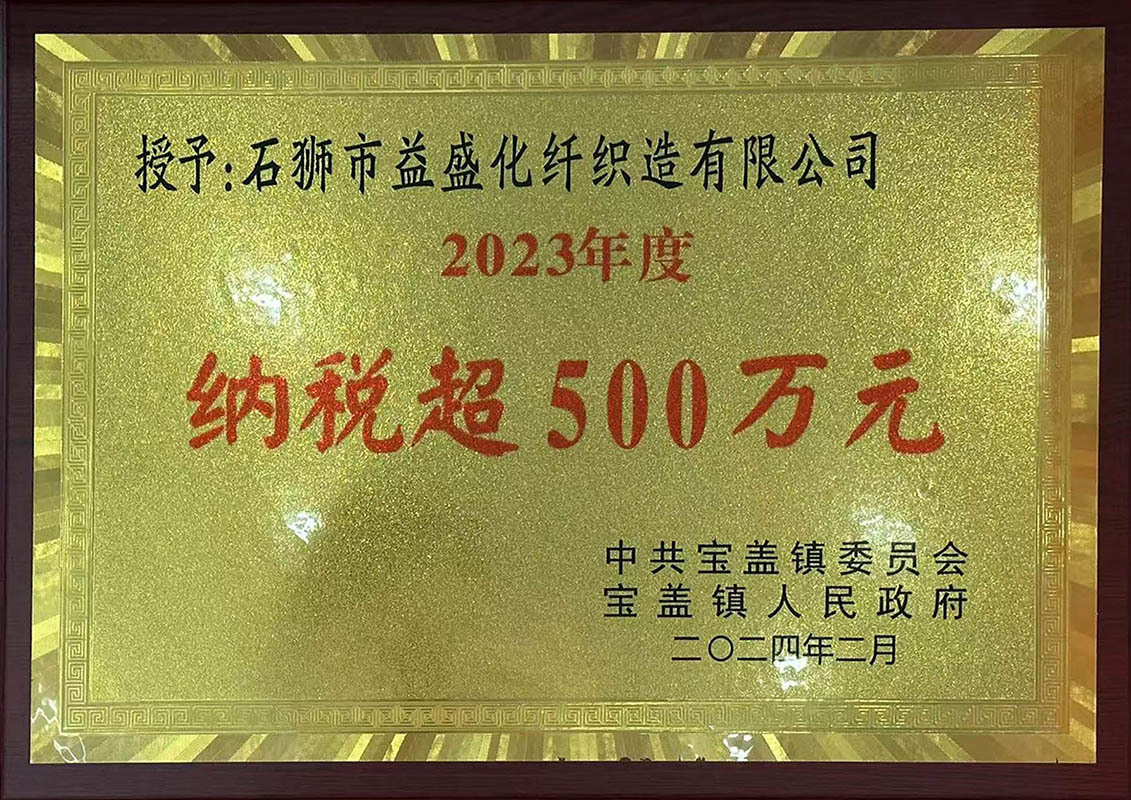 授予:石狮市益盛化纤织造有限公司
2023年度
纳税超500万元
中共宝盖镇委员会
宝盖镇人民政府
二〇二四年二月